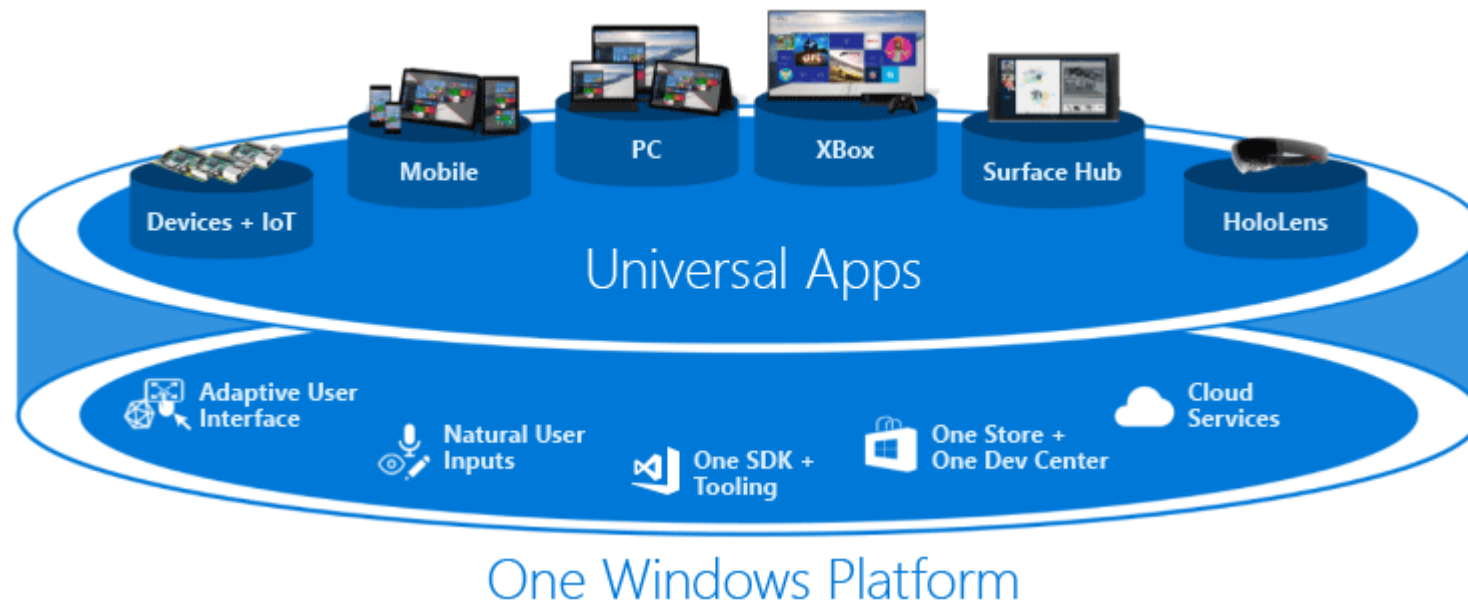 Devices + IoT
Mobile
PC
XBox
Surface Hub
HoloLens
Universal Apps
Adaptive User
Interface
Natural User
Inputs
One SDK +
Tooling
One Store +
One Dev Center
Cloud
Services
One Windows Platform